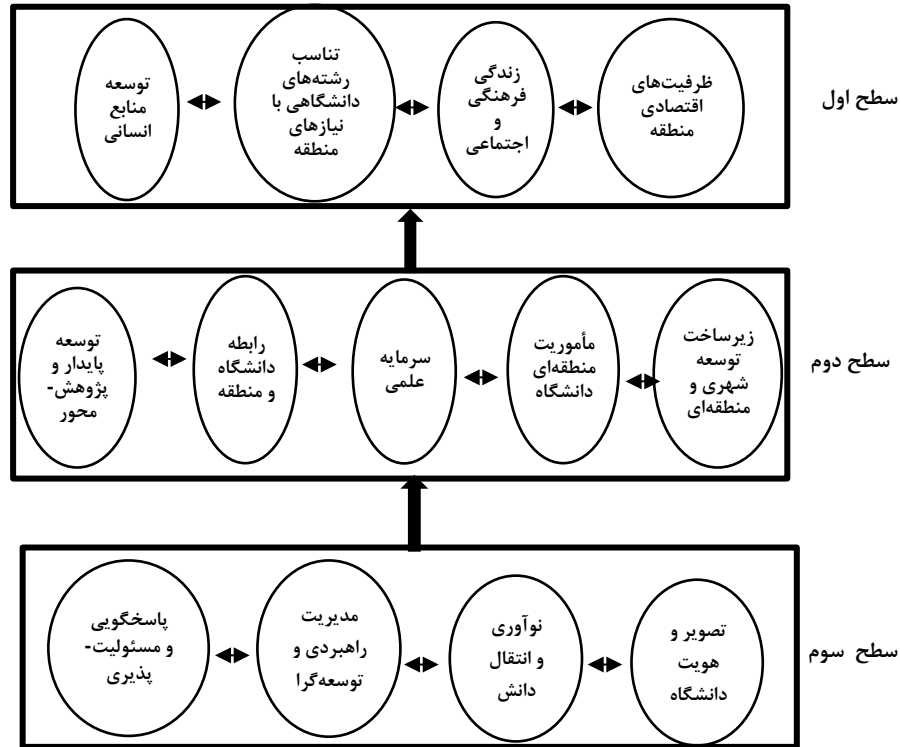 سطح اول
ظرفیت‌های
اقتصادی
منطقه
زندگی
فرهنگی
و
اجتماعی
تناسب
رشته‌های
دانشگاهی با
نیازهای
منطقه
توسعه
منابع
انسانی
سطح دوم
زیرساخت
توسعه
شهری و
منطقه‌ای
مأموریت
منطقه‌ای
دانشگاه
سرمایه
علمی
رابطه
دانشگاه
و منطقه
توسعه
پایدار و
پژوهش-
محور
سطح سوم
تصویر و
هویت
دانشگاه
نوآوری
و انتقال
دانش
مدیریت
راهبردی و
توسعه‌گرا
پاسخگویی
و مسئولیت-
پذیری